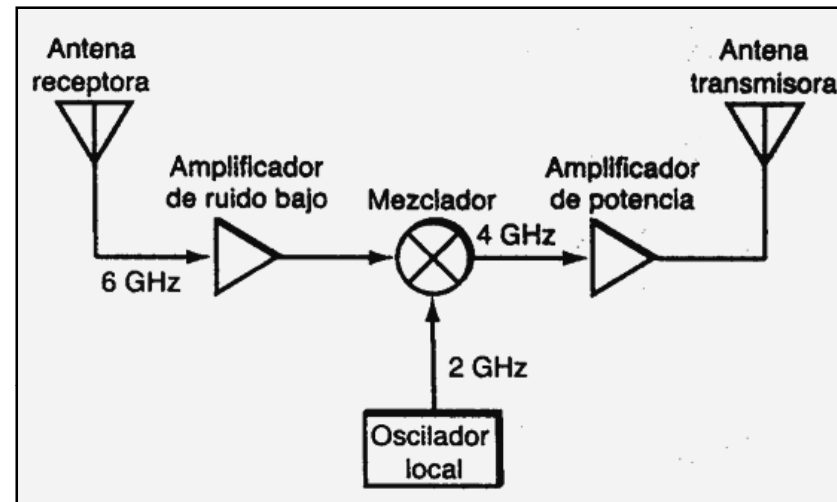 Antena
receptora
Antena
transmisora
Amplificador
de ruido bajo
Mezclador
Amplificador
de potencia
4 GHz
6 GHz
2 GHz
Oscilador
local